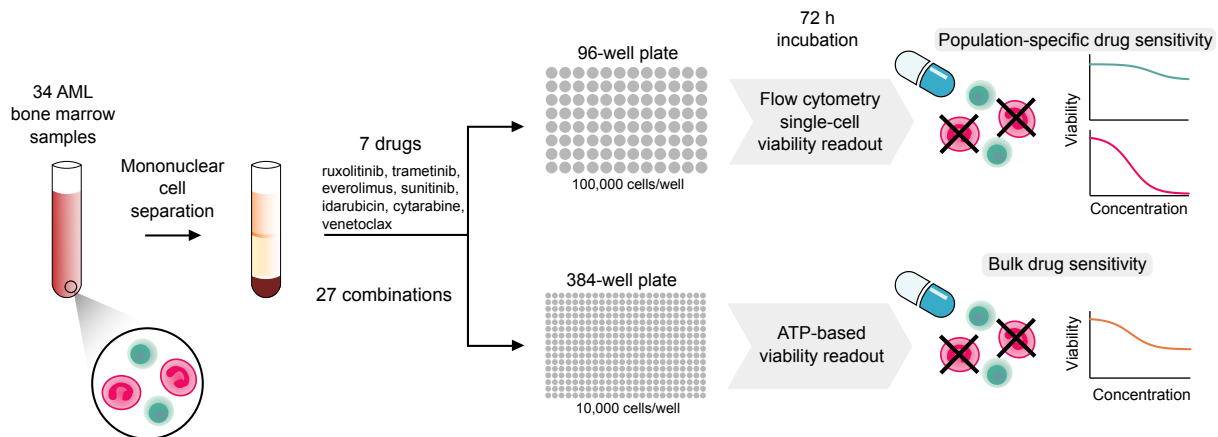 34 AML
bone marrow
samples
Mononuclear
cell
separation
7 drugs
ruxolitinib, trametinib,
everolimus, sunitinib,
idarubicin, cytarabine,
venetoclax
27 combinations
96-well plate
100,000 cells/well
72 h
incubation
Flow cytometry
single-cell
viability readout
Population-specific drug sensitivity
Viability
Concentration
384-well plate
10,000 cells/well
ATP-based
viability readout
Bulk drug sensitivity
Viability
Concentration